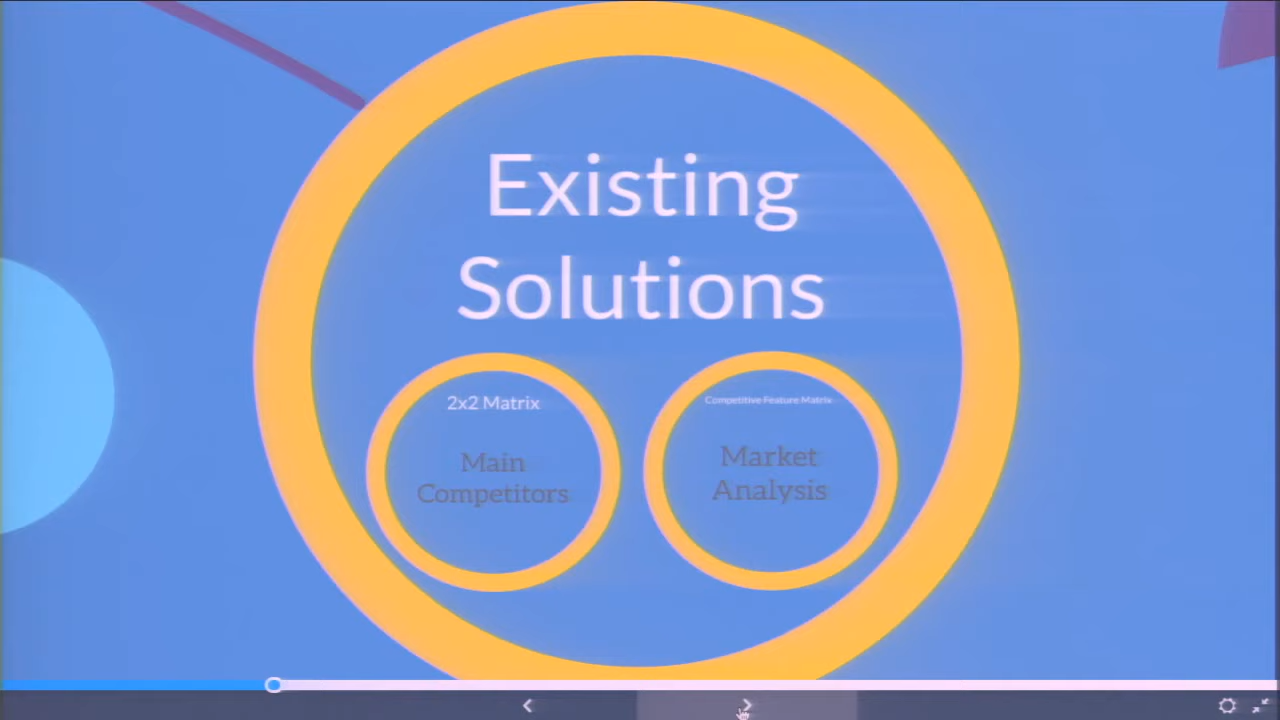 Existing
Solutions
2x2 Matrix
Main
Competitors
Competitive Feature Matrix
Market
Analysis